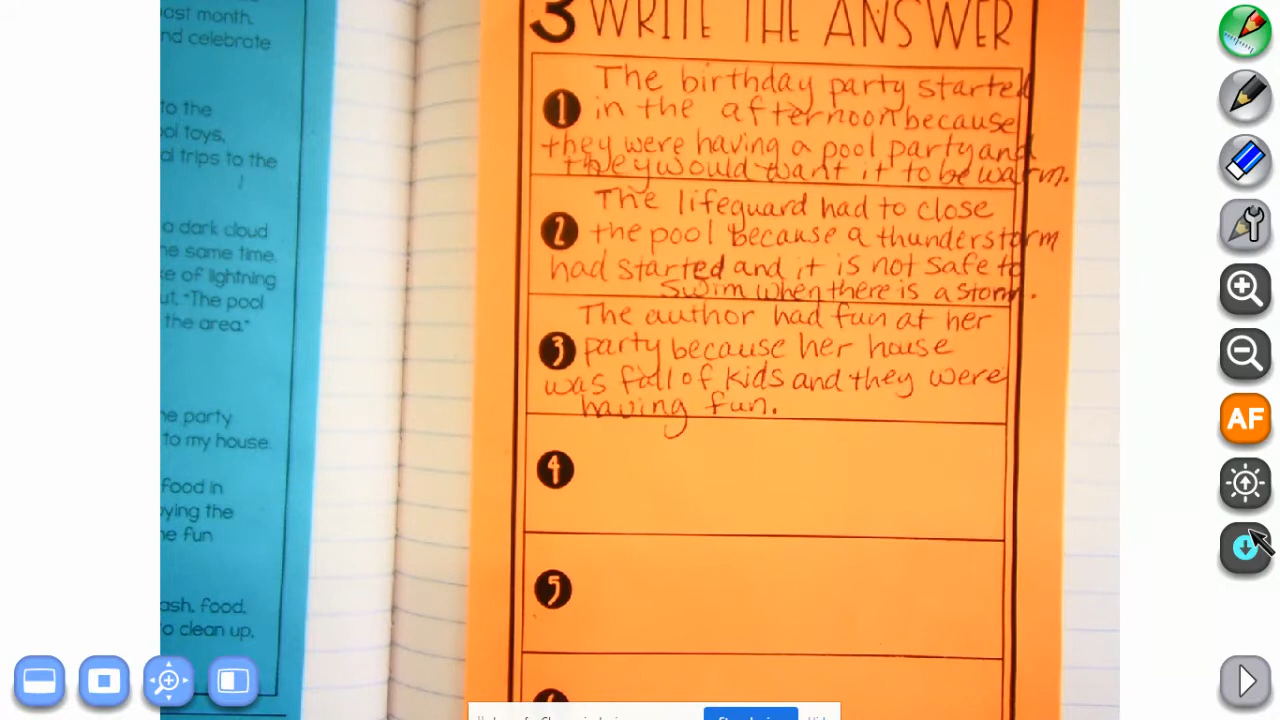 ast month.
nd celebrate
to the
ol toys,
d trips to the
a dark cloud
he same time.
ke of lightning
ut, "The pool
the area."
he party
to my house.
food in
ying the
he fun
ash, food,
o clean up,
3 WRITE THE ANSWER
1 The birthday party started
in the afternoon because
they were having a pool party and
they would want it to be warm.
2 The lifeguard had to close
the pool because a thunderstorm
had started and it is not safe to
swim when there is a storm.
3 The author had fun at her
party because her house
was full of kids and they were
having fun.
4
5
AF